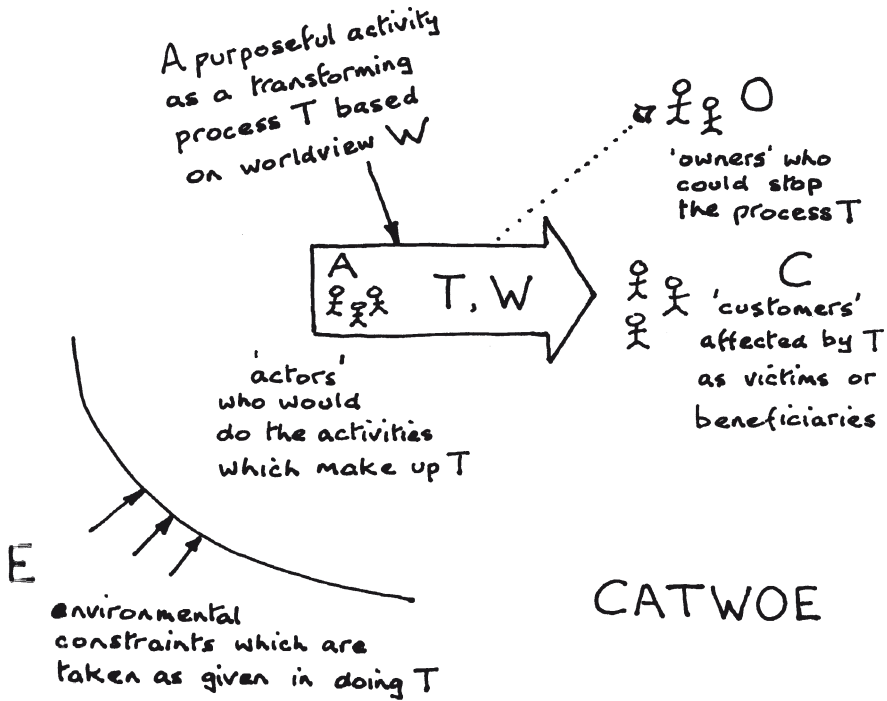 A purposeful activity
as a transforming
process T based
on worldview W
O
'owners' who
could stop
the process T
A
T, W
C
'customers'
affected by T
as victims or
beneficiaries
'actors'
who would
do the activities
which make up T
E
environmental
constraints which are
taken as given in doing T
CATWOE